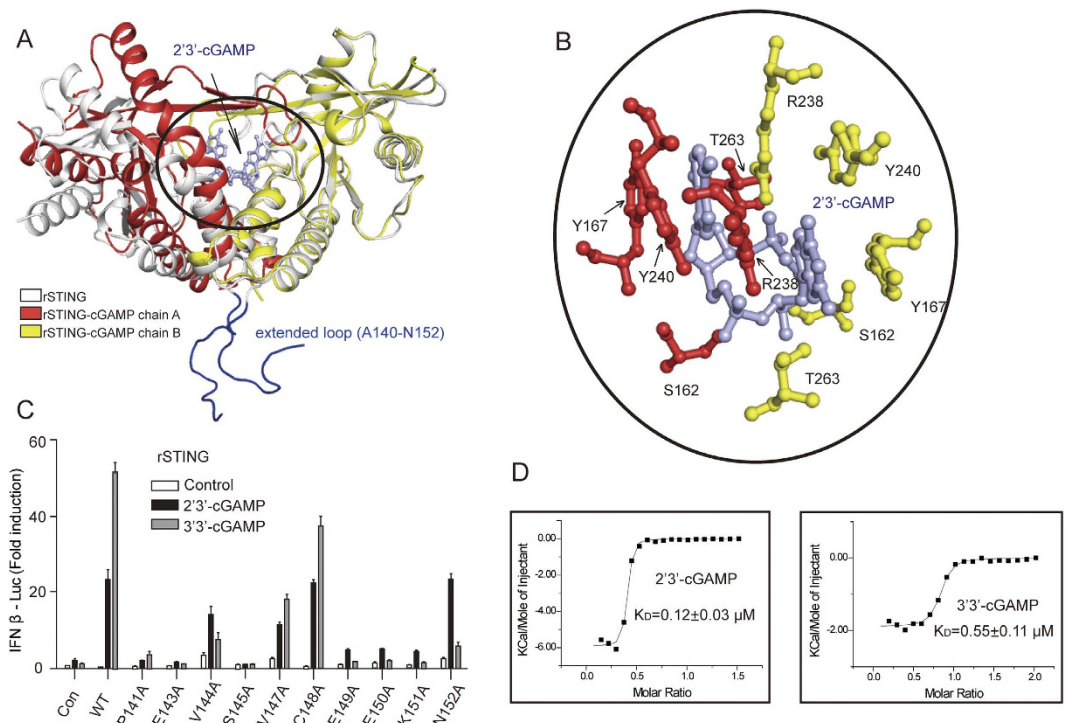 A
2'3'-cGAMP
rSTING
rSTING-cGAMP chain A
rSTING-cGAMP chain B
extended loop (A140-N152)
B
R238
T263
Y240
2'3'-cGAMP
Y167
Y240
R238
Y167
S162
S162
T263
C
IFN β - Luc (Fold induction)
60
40
20
0
rSTING
Control
2'3'-cGAMP
3'3'-cGAMP
Con
WT
P141A
E143A
V144A
S145A
V147A
C148A
E149A
E150A
K151A
N152A
D
KCal/Mole of Injectant
0.00
-2.00
-4.00
-6.00
2'3'-cGAMP
KD=0.12±0.03 μM
0.0 0.5 1.0 1.5
Molar Ratio
KCal/Mole of Injectant
0.00
-2.00
3'3'-cGAMP
KD=0.55±0.11 μM
0.0 0.5 1.0 1.5 2.0
Molar Ratio